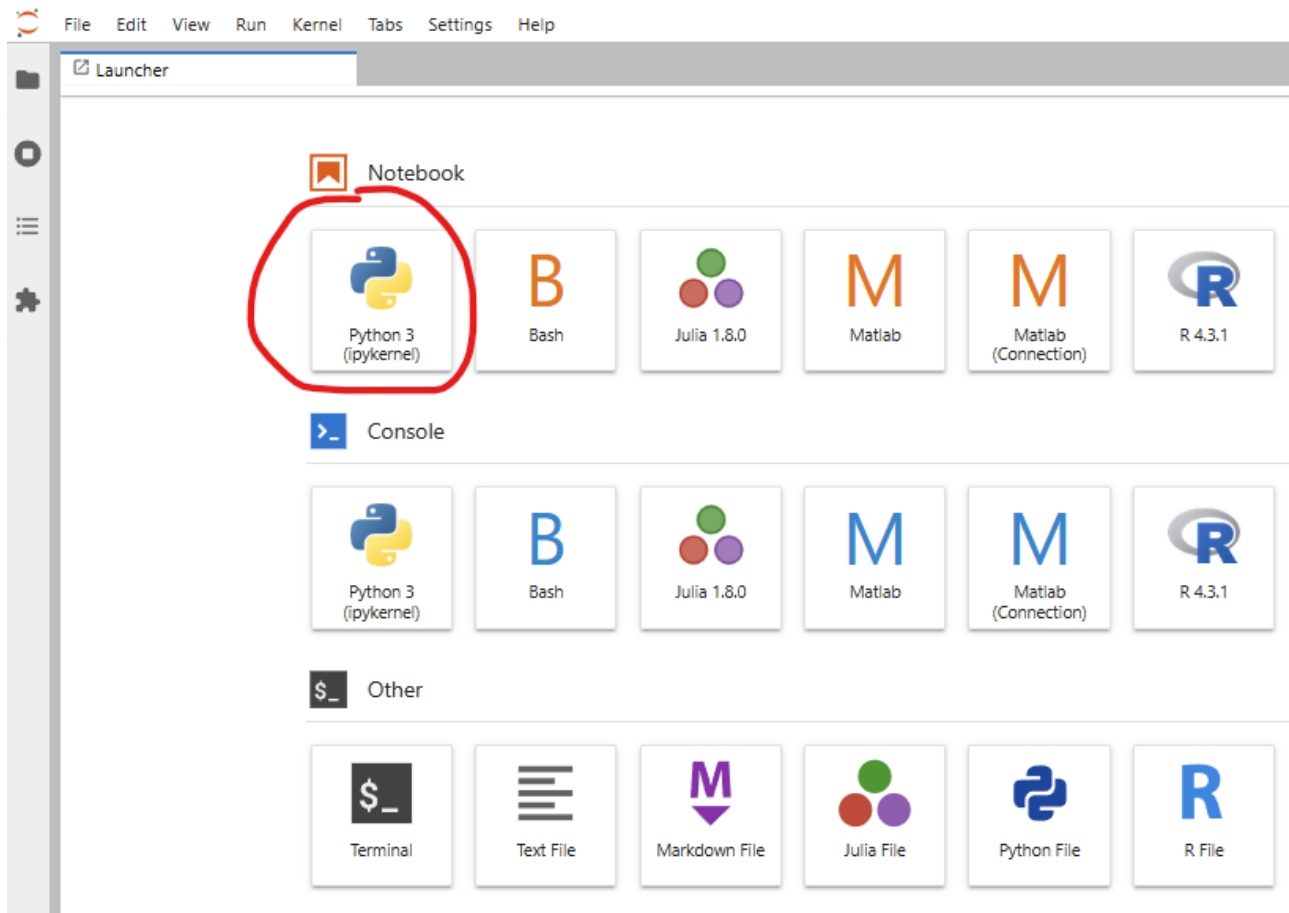 File Edit View Run Kernel Tabs Settings Help
Launcher
Notebook
B M M R
Python 3 Bash Julia 1.8.0 Matlab Matlab R 4.3.1
(ipykernel) (Connection)
>_ Console
B M M R
Python 3 Bash Julia 1.8.0 Matlab Matlab R 4.3.1
(ipykernel) (Connection)
$_ Other
$_ M R
Terminal Text File Markdown File Julia File Python File R File